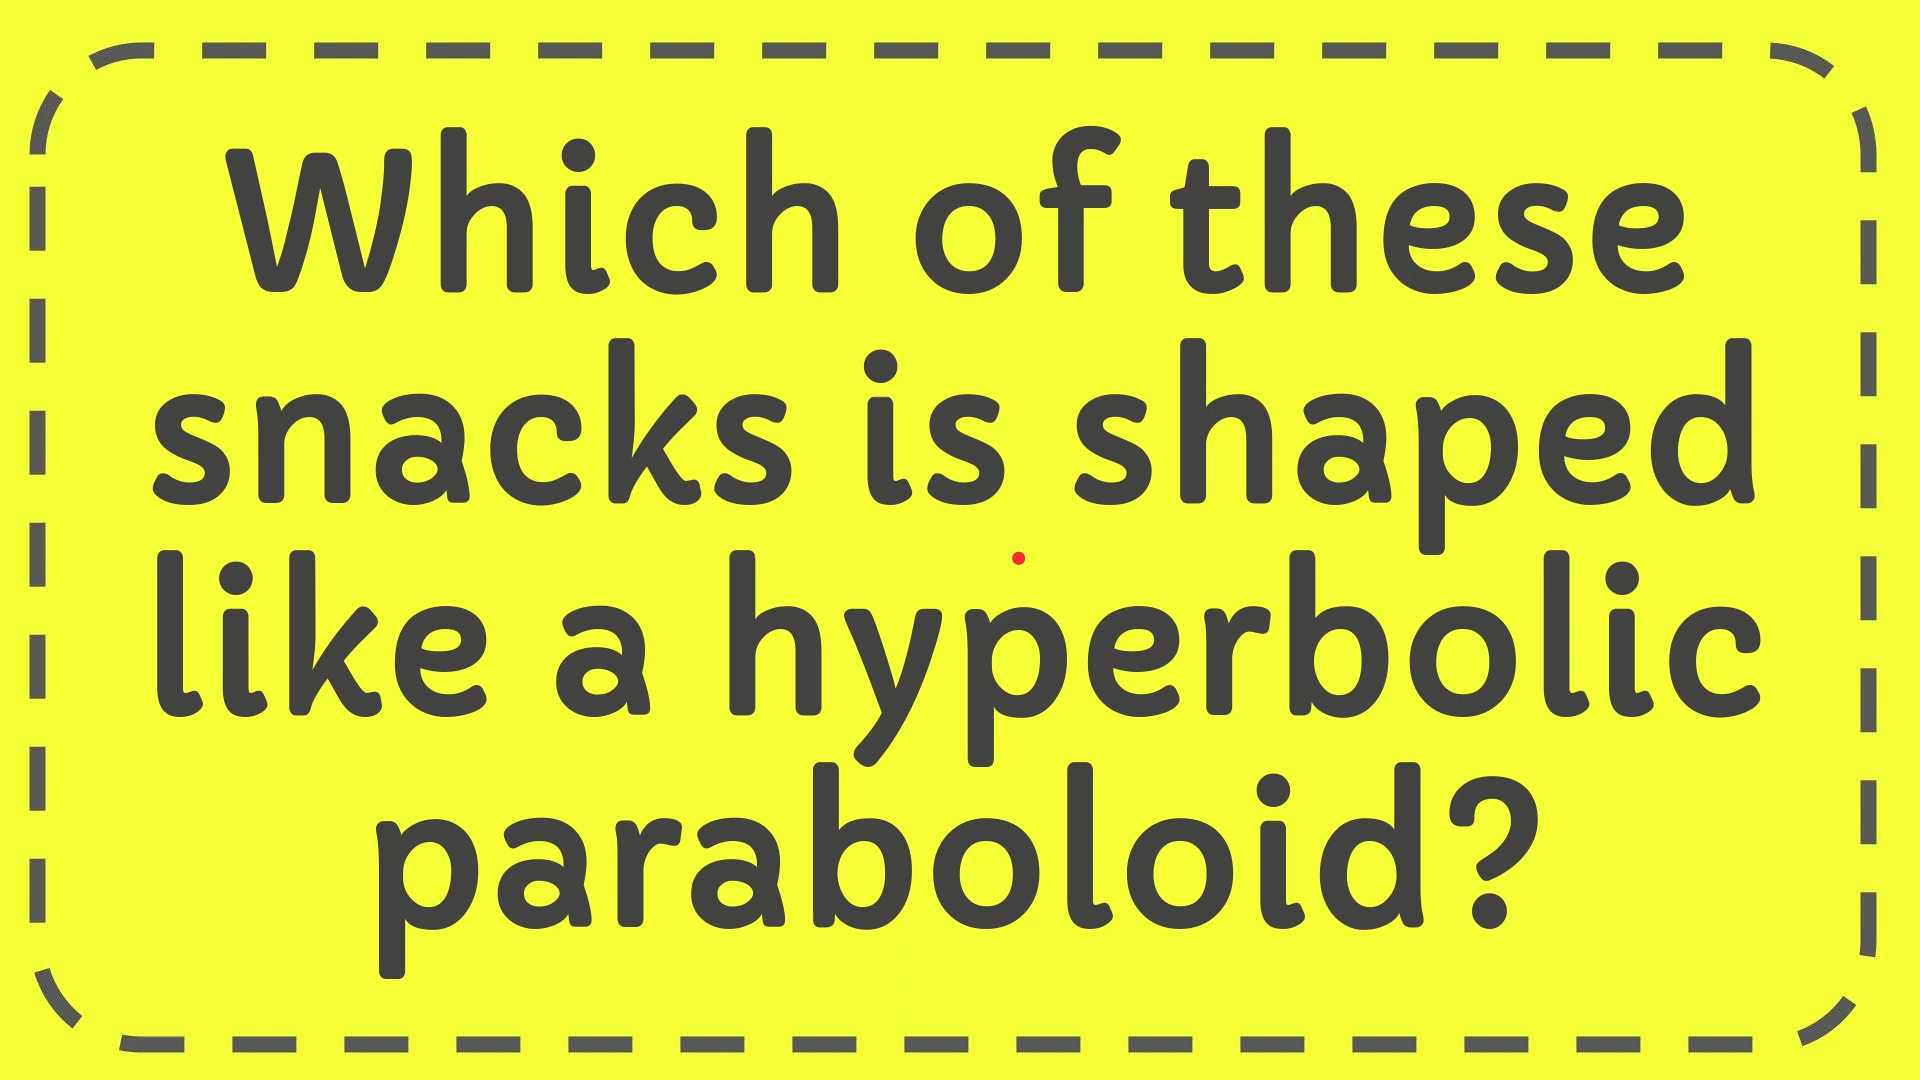 Which of these
snacks is shaped
like a hyperbolic
paraboloid?